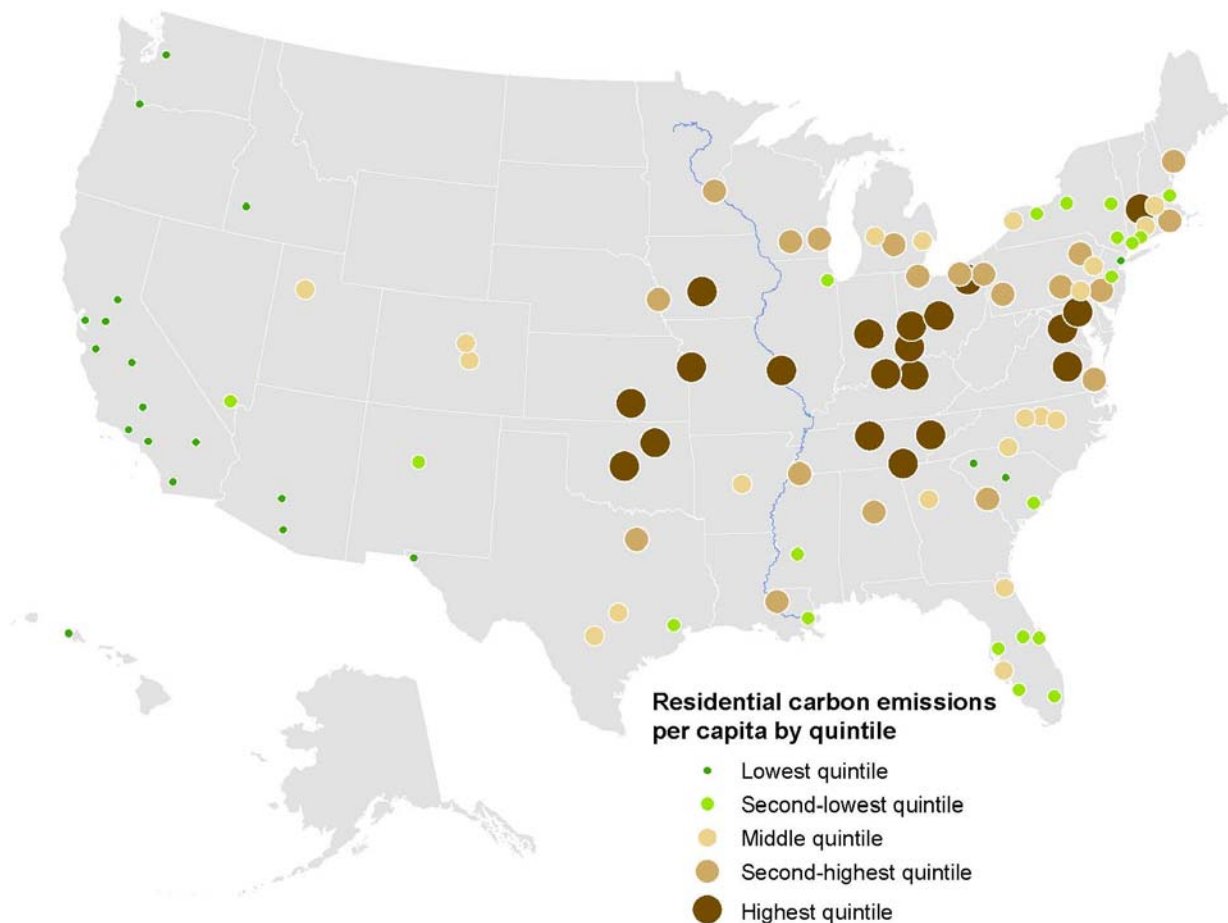 Residential carbon emissions
per capita by quintile
Lowest quintile
Second-lowest quintile
Middle quintile
Second-highest quintile
Highest quintile